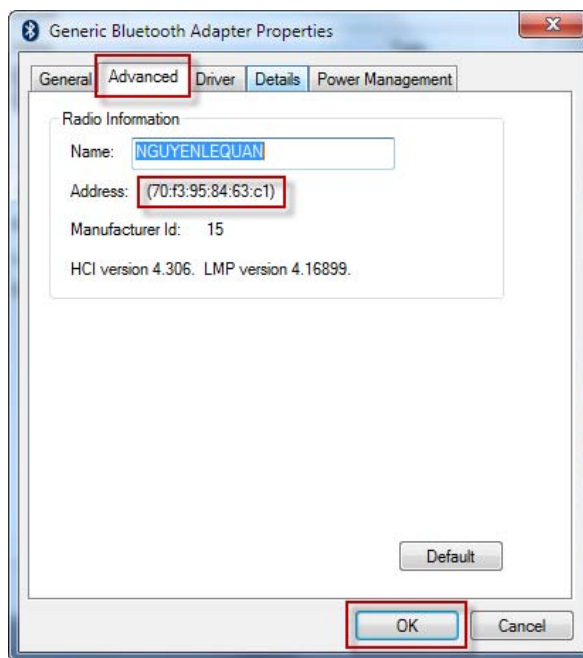 Generic Bluetooth Adapter Properties
General Advanced Driver Details Power Management
Radio Information
Name: NGUYENLEQUAN
Address: (70:f3:95:84:63:c1)
Manufacturer Id: 15
HCI version 4.306. LMP version 4.16899.
Default
OK Cancel